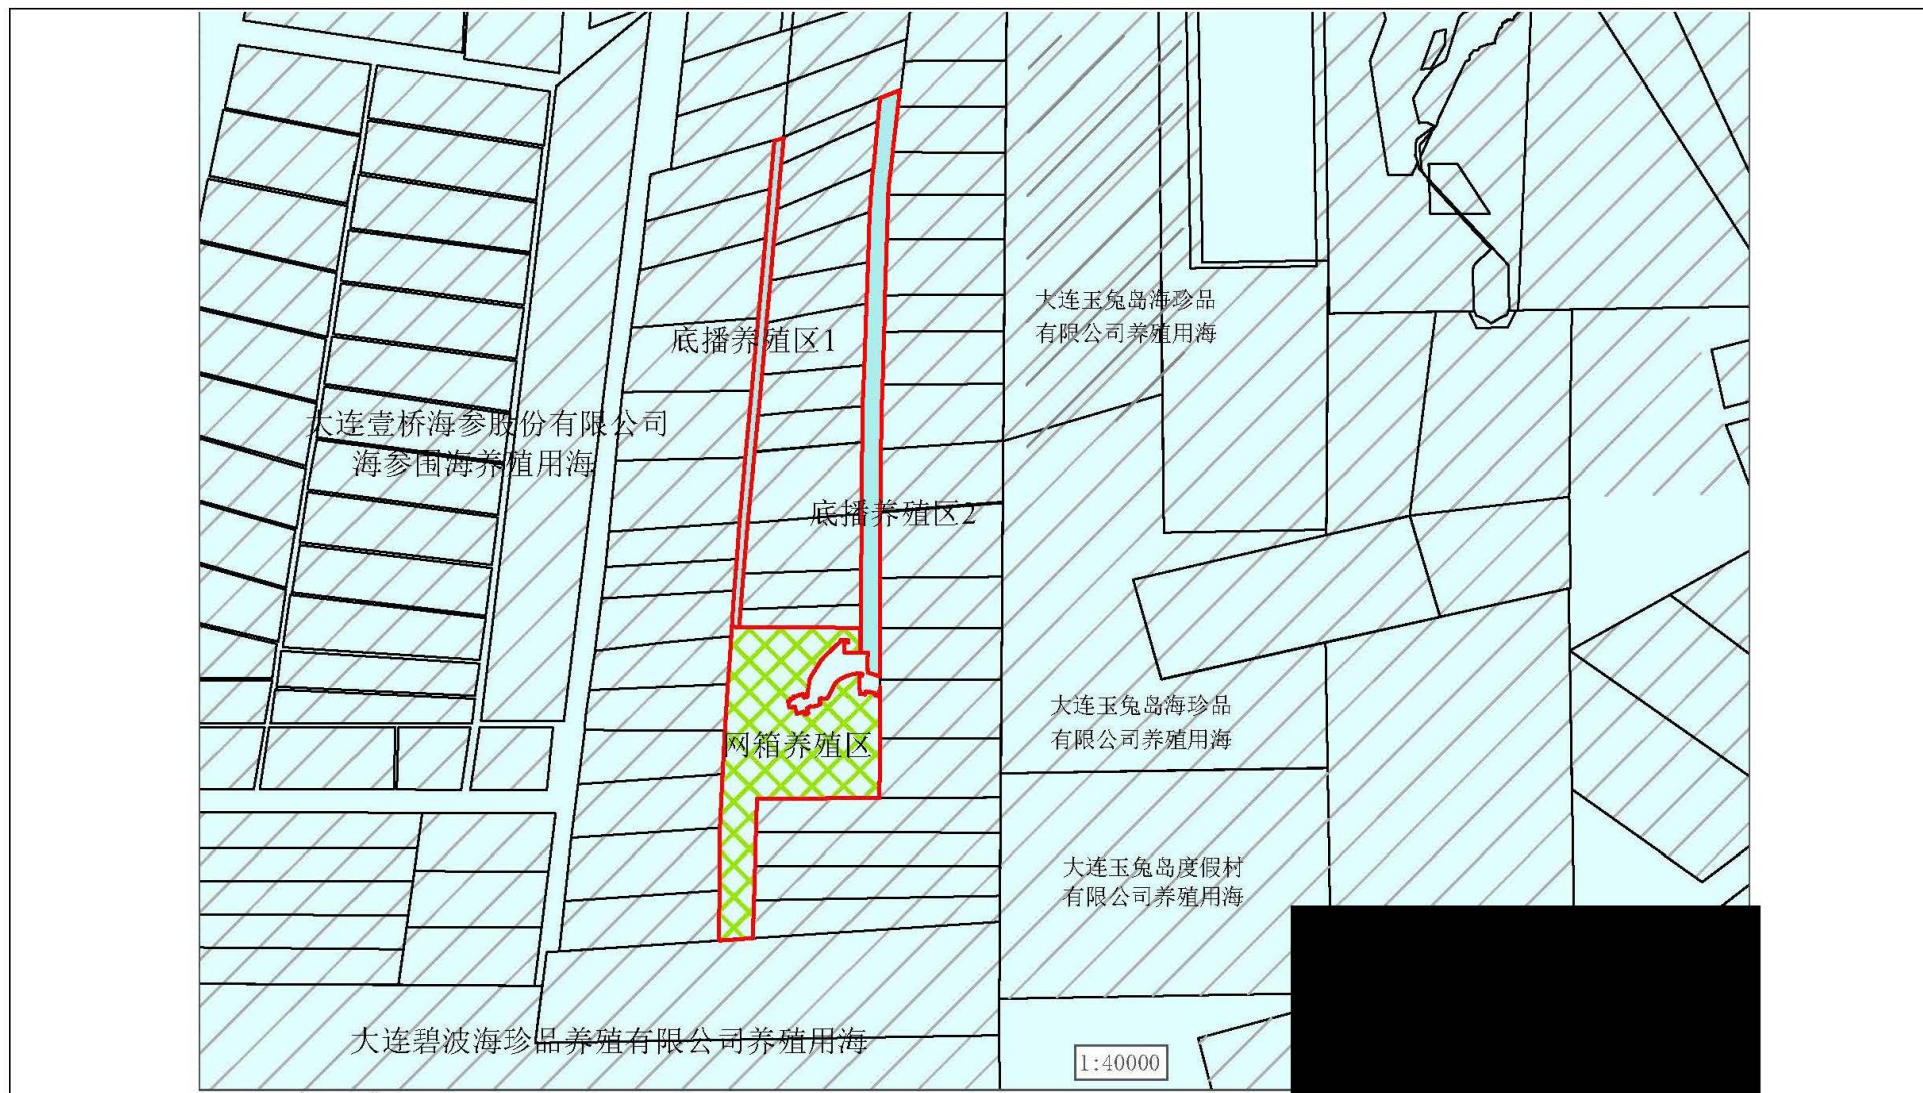 大连玉兔岛海珍品
有限公司养殖用海
底播养殖区1
大连壹桥海参股份有限公司
海参围海养殖用海
底播养殖区2
大连玉兔岛海珍品
有限公司养殖用海
网箱养殖区
大连玉兔岛度假村
有限公司养殖用海
大连碧波海珍品养殖有限公司养殖用海
1:40000